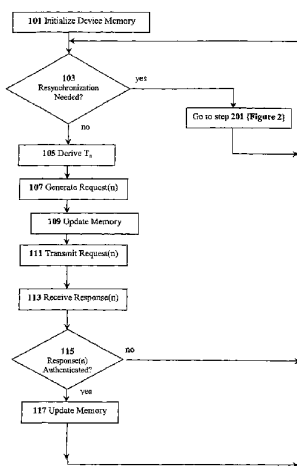 101 Initialize Device Memory
103
Resynchronization
Needed?
yes
Go to step 201 (Figure 2)
no
105 Derive Tn
107 Generate Request(n)
109 Update Memory
111 Transmit Request(n)
113 Receive Response(n)
115
Response(n)
Authenticated?
no
yes
117 Update Memory